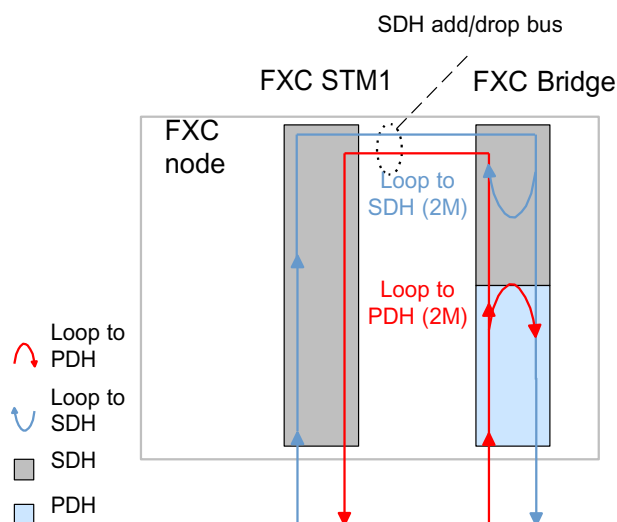 SDH add/drop bus
FXC STM1
FXC Bridge
FXC
node
Loop to
SDH (2M)
Loop to
PDH (2M)
Loop to
PDH
Loop to
SDH
SDH
PDH